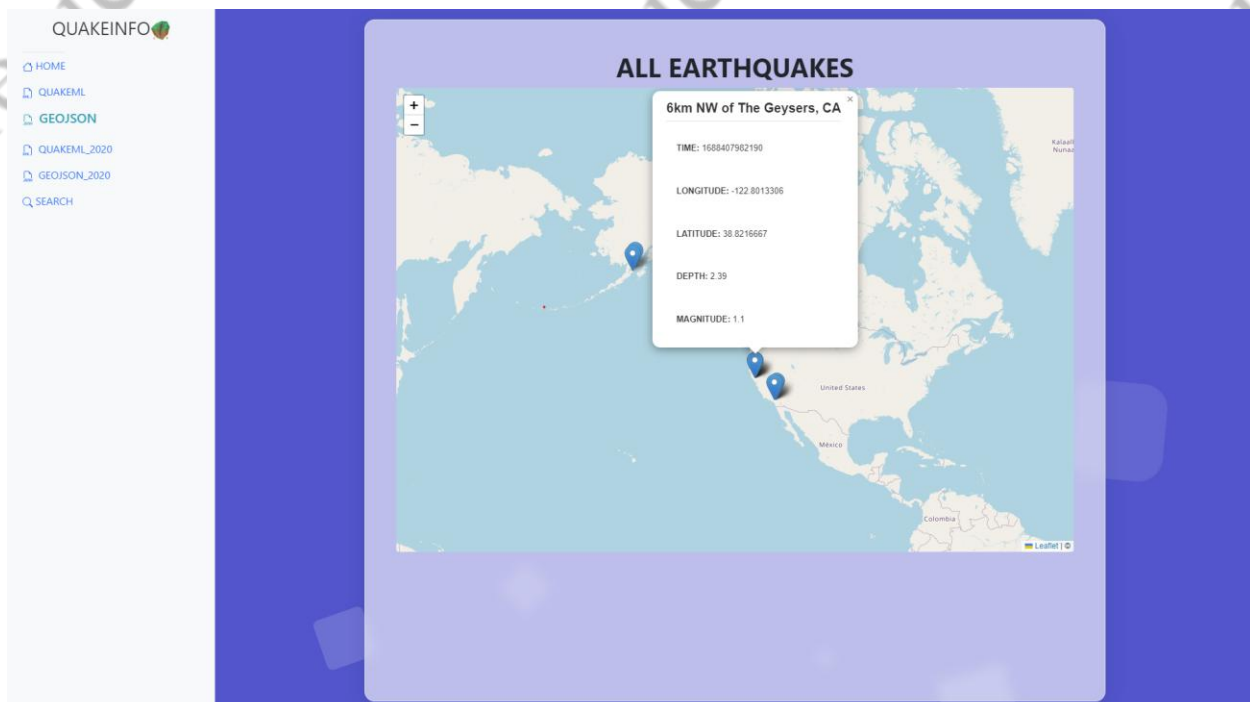 QUAKEINFO
HOME
QUAKEML
GEOJSON
QUAKEML_2020
GEOJSON_2020
SEARCH
ALL EARTHQUAKES
+
−
6km NW of The Geysers, CA ×
TIME: 1688407982190
LONGITUDE: -122.8013306
LATITUDE: 38.8216667
DEPTH: 2.39
MAGNITUDE: 1.1
United States
México
Colombia
Leaflet | ©